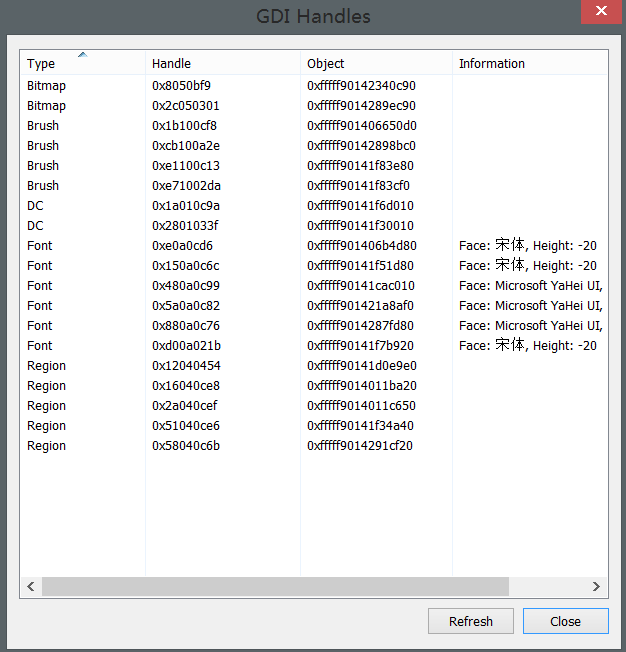 GDI Handles
Type Handle Object Information
Bitmap 0x8050bf9 0xfffff90142340c90
Bitmap 0x2c050301 0xfffff9014289ec90
Brush 0x1b100cf8 0xfffff901406650d0
Brush 0xcb100a2e 0xfffff90142898bc0
Brush 0xe1100c13 0xfffff90141f83e80
Brush 0xe71002da 0xfffff90141f83cf0
DC 0x1a010c9a 0xfffff90141f6d010
DC 0x2801033f 0xfffff90141f30010
Font 0xe0a0cd6 0xfffff901406b4d80 Face: 宋体, Height: -20
Font 0x150a0c6c 0xfffff90141f51d80 Face: 宋体, Height: -20
Font 0x480a0c99 0xfffff90141cac010 Face: Microsoft YaHei UI,
Font 0x5a0a0c82 0xfffff901421a8af0 Face: Microsoft YaHei UI,
Font 0x880a0c76 0xfffff9014287fd80 Face: Microsoft YaHei UI,
Font 0xd00a021b 0xfffff90141f7b920 Face: 宋体, Height: -20
Region 0x12040454 0xfffff90141d0e9e0
Region 0x16040ce8 0xfffff9014011ba20
Region 0x2a040cef 0xfffff9014011c650
Region 0x51040ce6 0xfffff90141f34a40
Region 0x58040c6b 0xfffff9014291cf20
Refresh Close